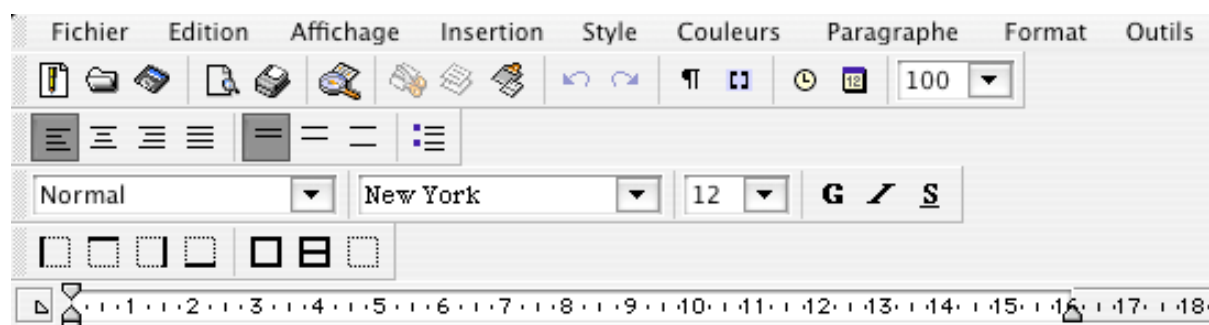 Fichier Edition Affichage Insertion Style Couleurs Paragraphe Format Outils
12 100
Normal New York 12 G I S
1 2 3 4 5 6 7 8 9 10 11 12 13 14 15 16 17 18